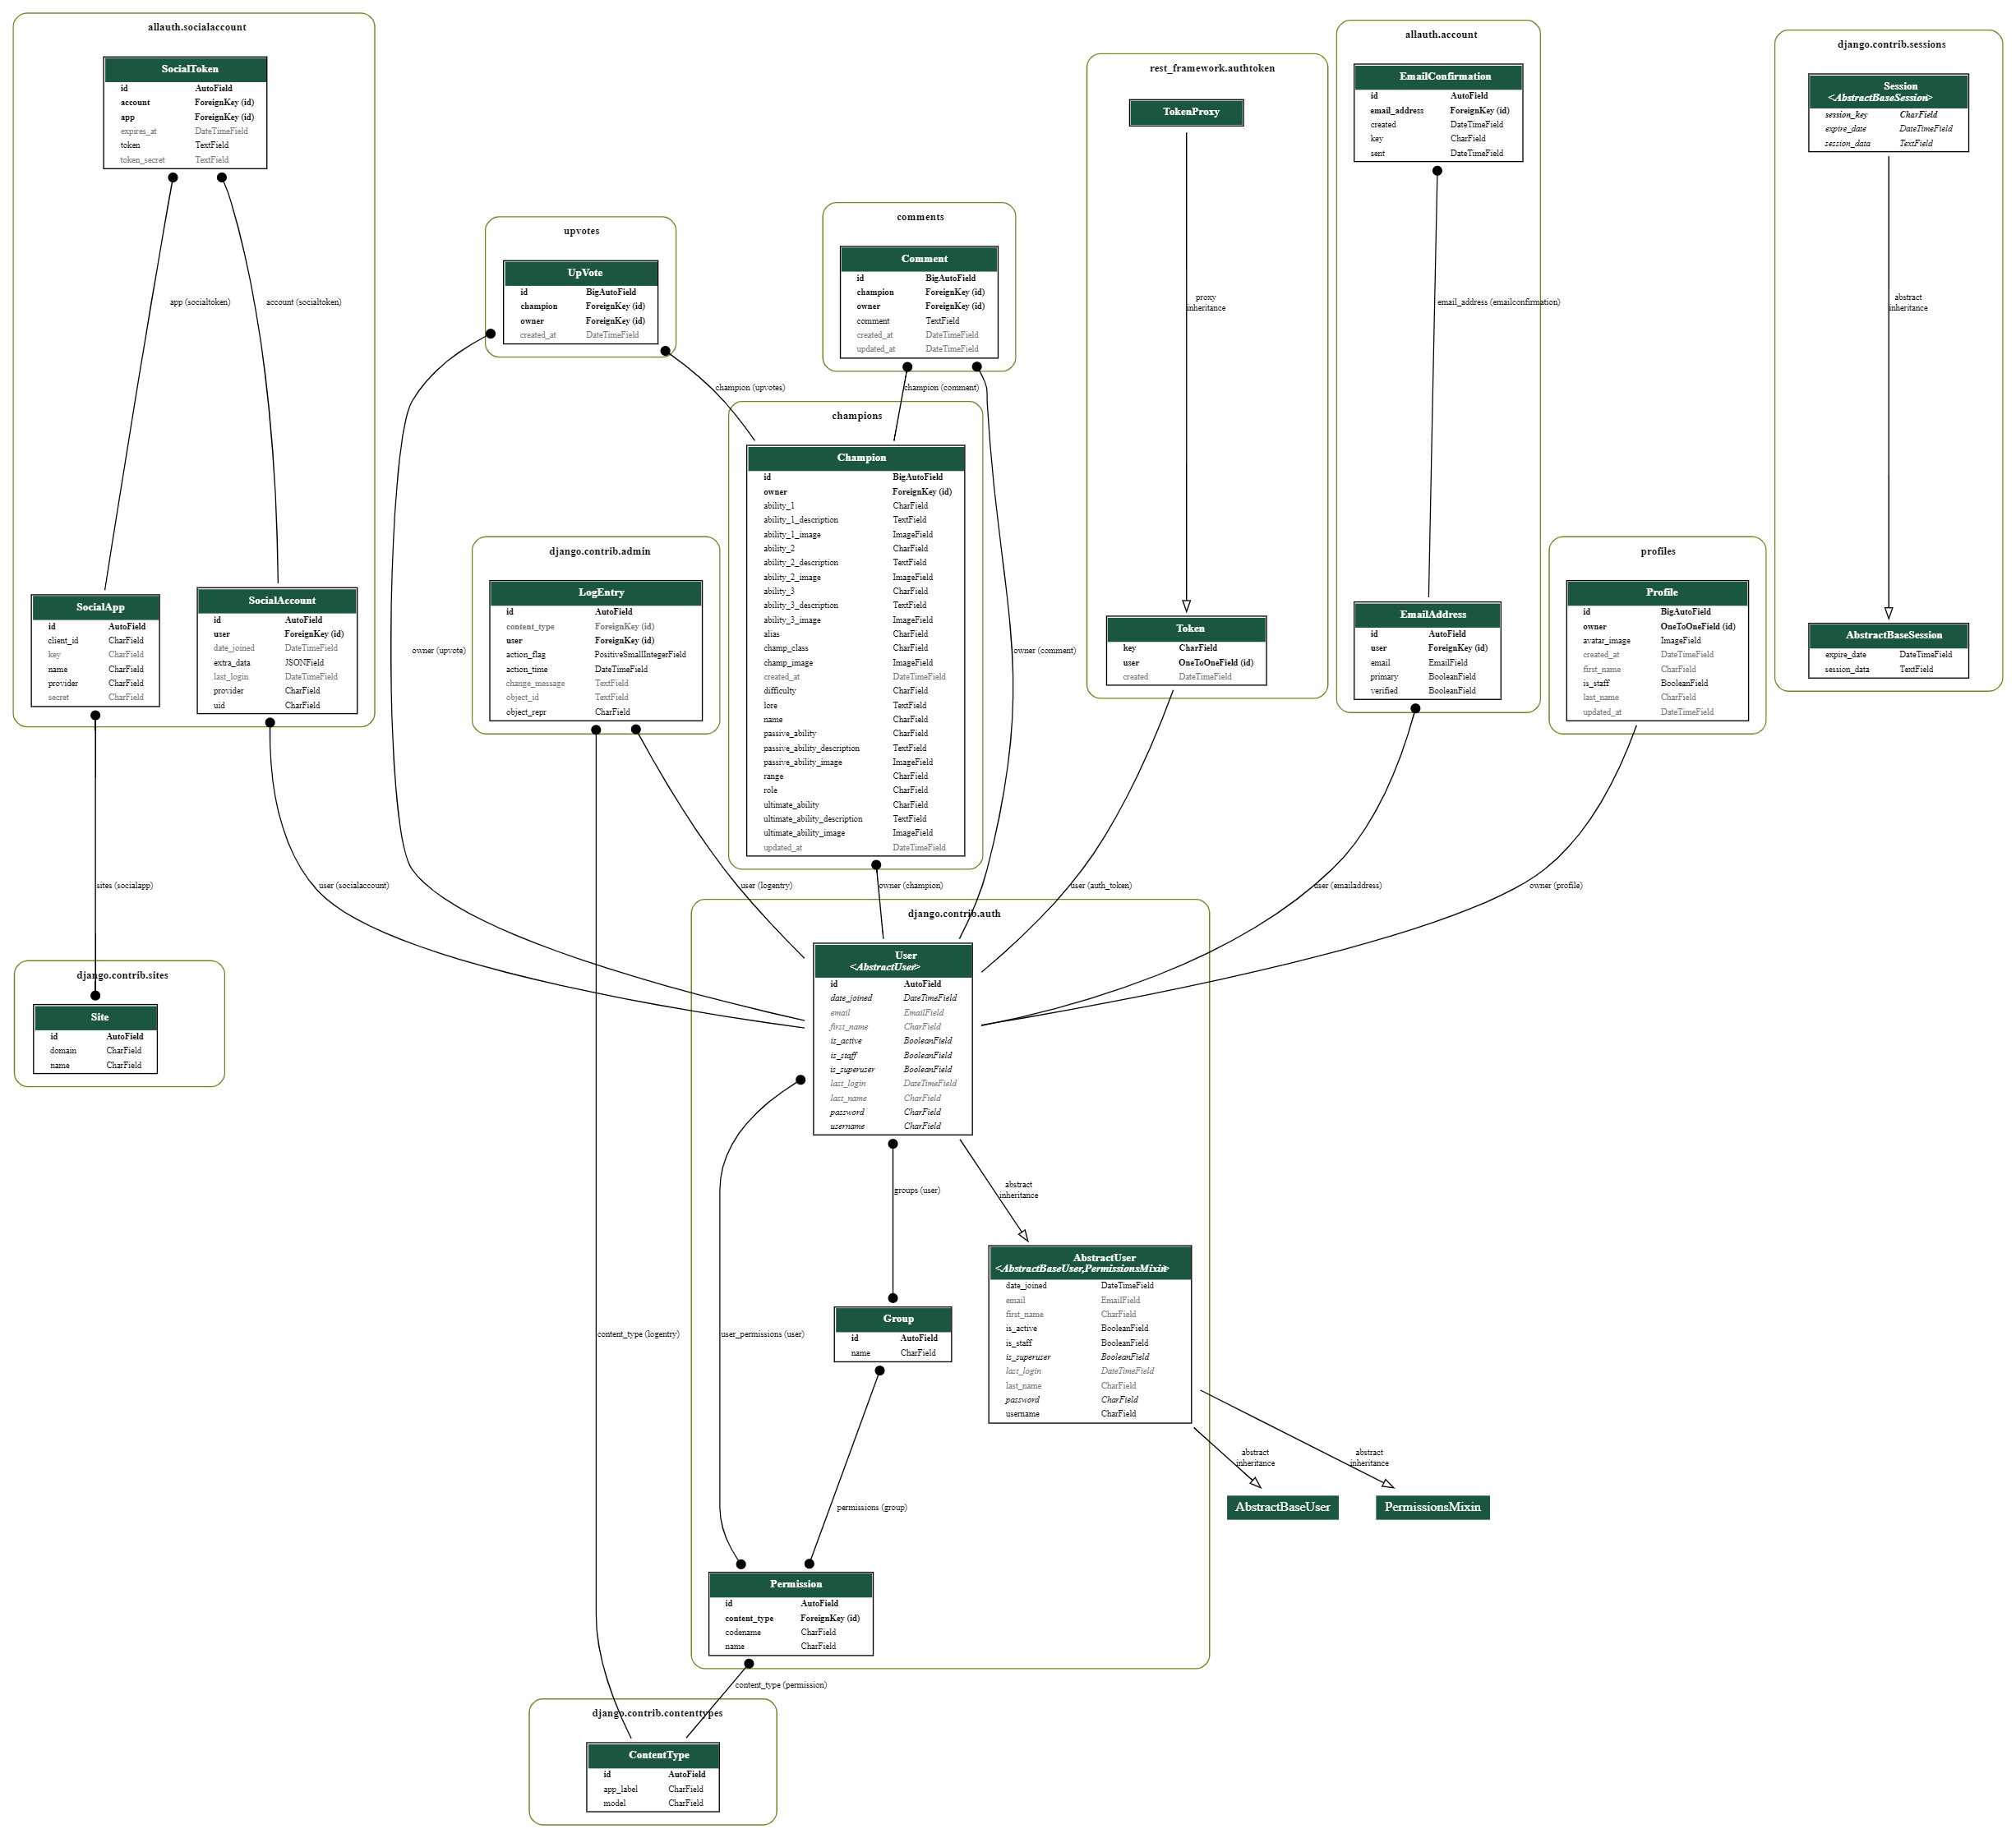 allauth.socialaccount
SocialToken
id AutoField
account ForeignKey (id)
app ForeignKey (id)
expires_at DateTimeField
token TextField
token_secret TextField
app (socialtoken)
account (socialtoken)
SocialApp
id AutoField
client_id CharField
key CharField
name CharField
provider CharField
secret CharField
SocialAccount
id AutoField
user ForeignKey (id)
date_joined DateTimeField
extra_data JSONField
last_login DateTimeField
provider CharField
uid CharField
sites (socialapp)
user (socialaccount)
django.contrib.sites
Site
id AutoField
domain CharField
name CharField
upvotes
UpVote
id BigAutoField
champion ForeignKey (id)
owner ForeignKey (id)
created_at DateTimeField
owner (upvote)
champion (upvotes)
comments
Comment
id BigAutoField
champion ForeignKey (id)
owner ForeignKey (id)
comment TextField
created_at DateTimeField
updated_at DateTimeField
champion (comment)
owner (comment)
django.contrib.admin
LogEntry
id AutoField
content_type ForeignKey (id)
user ForeignKey (id)
action_flag PositiveSmallIntegerField
action_time DateTimeField
change_message TextField
object_id TextField
object_repr CharField
content_type (logentry)
user (logentry)
champions
Champion
id BigAutoField
owner ForeignKey (id)
ability_1 CharField
ability_1_description TextField
ability_1_image ImageField
ability_2 CharField
ability_2_description TextField
ability_2_image ImageField
ability_3 CharField
ability_3_description TextField
ability_3_image ImageField
alias CharField
champ_class CharField
champ_image ImageField
created_at DateTimeField
difficulty CharField
lore TextField
name CharField
passive_ability CharField
passive_ability_description TextField
passive_ability_image ImageField
range CharField
role CharField
ultimate_ability CharField
ultimate_ability_description TextField
ultimate_ability_image ImageField
updated_at DateTimeField
owner (champion)
rest_framework.authtoken
TokenProxy
proxy
inheritance
Token
key CharField
user OneToOneField (id)
created DateTimeField
user (auth_token)
allauth.account
EmailConfirmation
id AutoField
email_address ForeignKey (id)
created DateTimeField
key CharField
sent DateTimeField
email_address (emailconfirmation)
EmailAddress
id AutoField
user ForeignKey (id)
email EmailField
primary BooleanField
verified BooleanField
user (emailaddress)
profiles
Profile
id BigAutoField
owner OneToOneField (id)
avatar_image ImageField
created_at DateTimeField
first_name CharField
is_staff BooleanField
last_name CharField
updated_at DateTimeField
owner (profile)
django.contrib.sessions
Session
<AbstractBaseSession>
session_key CharField
expire_date DateTimeField
session_data TextField
abstract
inheritance
AbstractBaseSession
expire_date DateTimeField
session_data TextField
django.contrib.auth
User
<AbstractUser>
id AutoField
date_joined DateTimeField
email EmailField
first_name CharField
is_active BooleanField
is_staff BooleanField
is_superuser BooleanField
last_login DateTimeField
last_name CharField
password CharField
username CharField
groups (user)
abstract
inheritance
user_permissions (user)
Group
id AutoField
name CharField
permissions (group)
AbstractUser
<AbstractBaseUser,PermissionsMixin>
date_joined DateTimeField
email EmailField
first_name CharField
is_active BooleanField
is_staff BooleanField
is_superuser BooleanField
last_login DateTimeField
last_name CharField
password CharField
username CharField
abstract
inheritance
abstract
inheritance
AbstractBaseUser
PermissionsMixin
Permission
id AutoField
content_type ForeignKey (id)
codename CharField
name CharField
content_type (permission)
django.contrib.contenttypes
ContentType
id AutoField
app_label CharField
model CharField